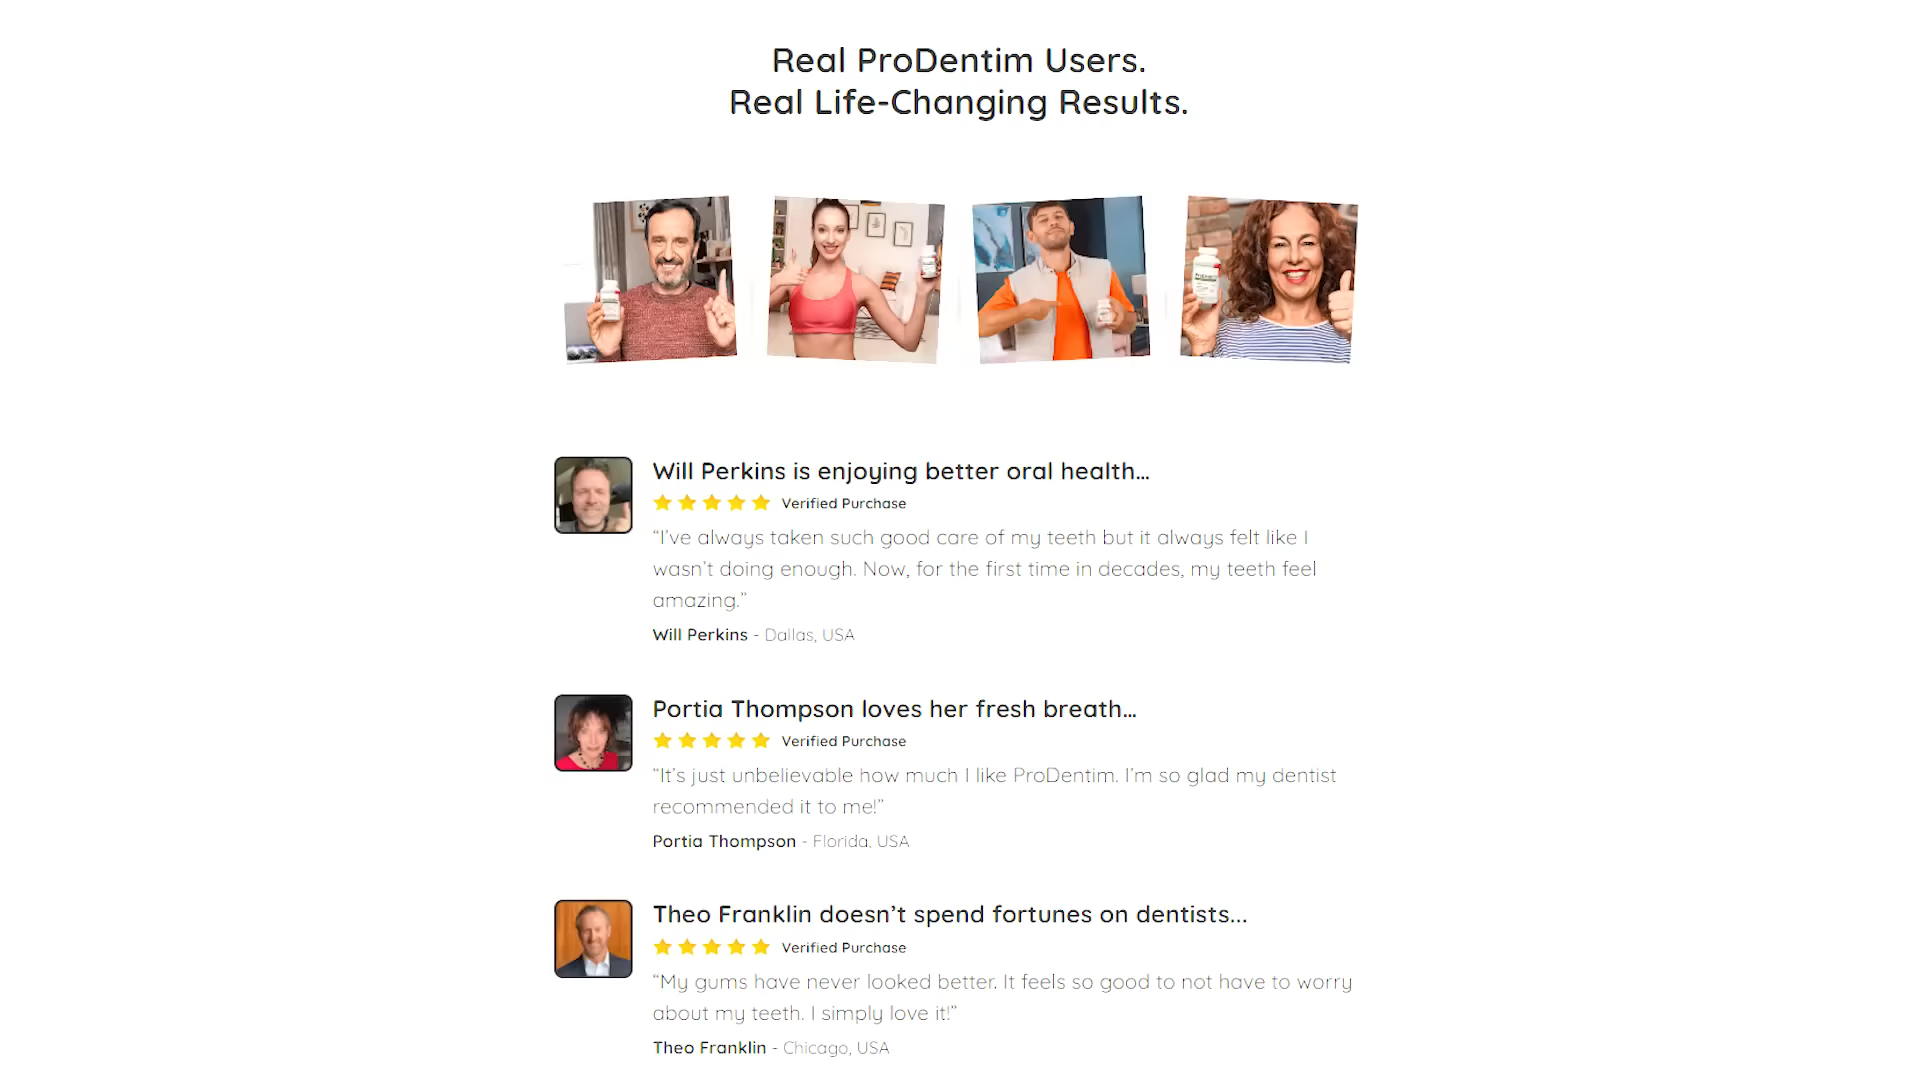 Real ProDentim Users.
Real Life-Changing Results.
Will Perkins is enjoying better oral health...
Verified Purchase
“I’ve always taken such good care of my teeth but it always felt like I
wasn’t doing enough. Now, for the first time in decades, my teeth feel
amazing.”
Will Perkins - Dallas, USA
Portia Thompson loves her fresh breath...
Verified Purchase
“It’s just unbelievable how much I like ProDentim. I’m so glad my dentist
recommended it to me!”
Portia Thompson - Florida, USA
Theo Franklin doesn’t spend fortunes on dentists...
Verified Purchase
“My gums have never looked better. It feels so good to not have to worry
about my teeth. I simply love it!”
Theo Franklin - Chicago, USA